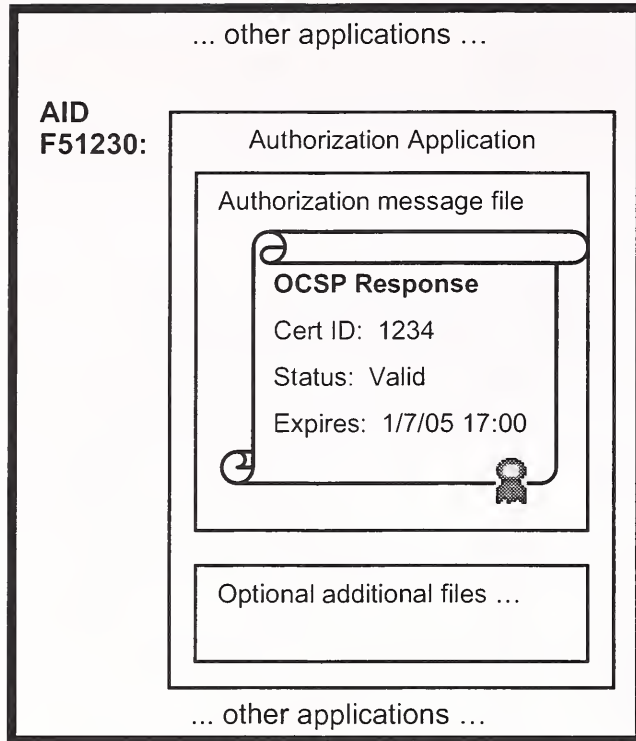 ... other applications ...
AID
F51230:
Authorization Application
Authorization message file
OCSP Response
Cert ID: 1234
Status: Valid
Expires: 1/7/05 17:00
Optional additional files ...
... other applications ...